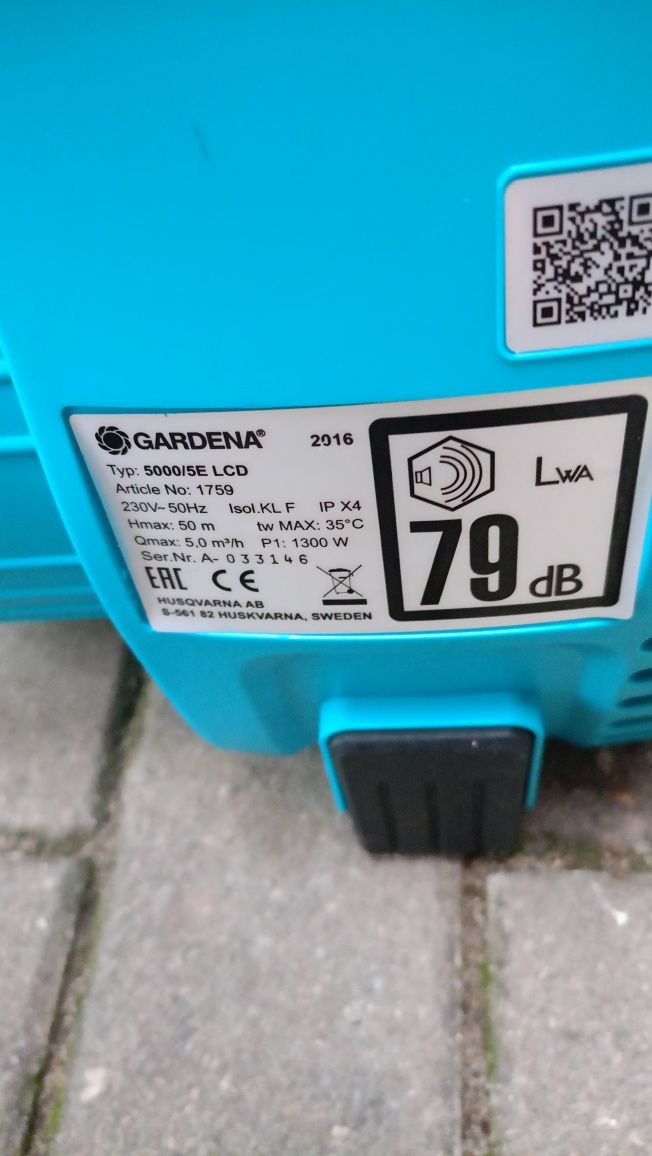 GARDENA® 2016
Typ: 5000/5E LCD
Article No: 1759
230V~ 50Hz Isol.KL F IP X4
Hmax: 50 m tw MAX: 35°C
Qmax: 5,0 m³/h P1: 1300 W
Ser.Nr. A- 033146
EAC CE
HUSQVARNA AB
S-561 82 HUSKVARNA, SWEDEN
LWA
79 dB